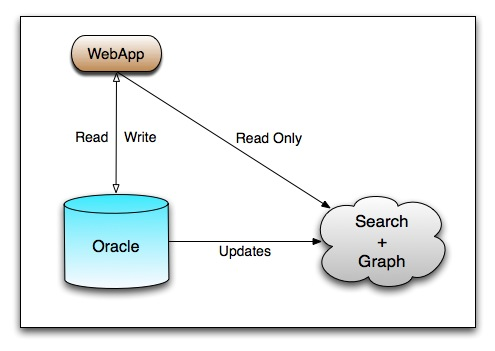 WebApp
Read
Write
Read Only
Oracle
Updates
Search
+
Graph